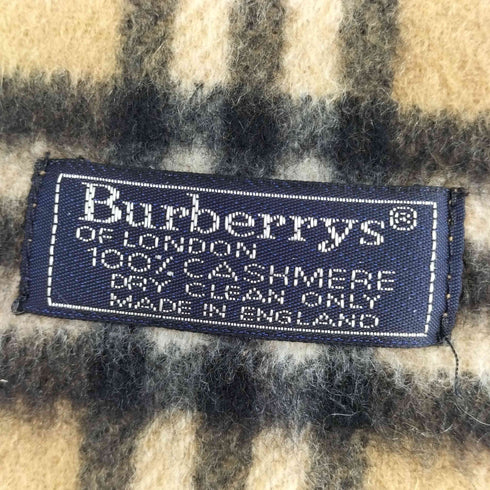 Burberrys®
OF LONDON
100% CASHMERE
DRY CLEAN ONLY
MADE IN ENGLAND